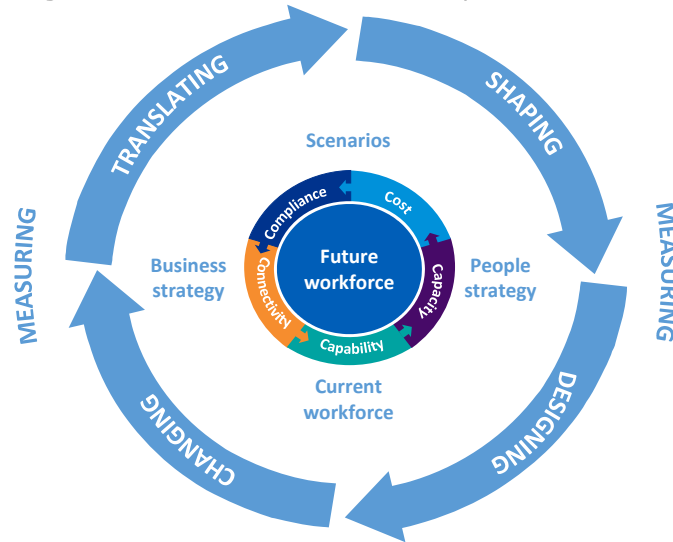 TRANSLATING
SHAPING
Scenarios
Compliance
Cost
MEASURING
Business
strategy
Future
workforce
People
strategy
MEASURING
Connectivity
Capacity
Capability
Current
workforce
CHANGING
DESIGNING